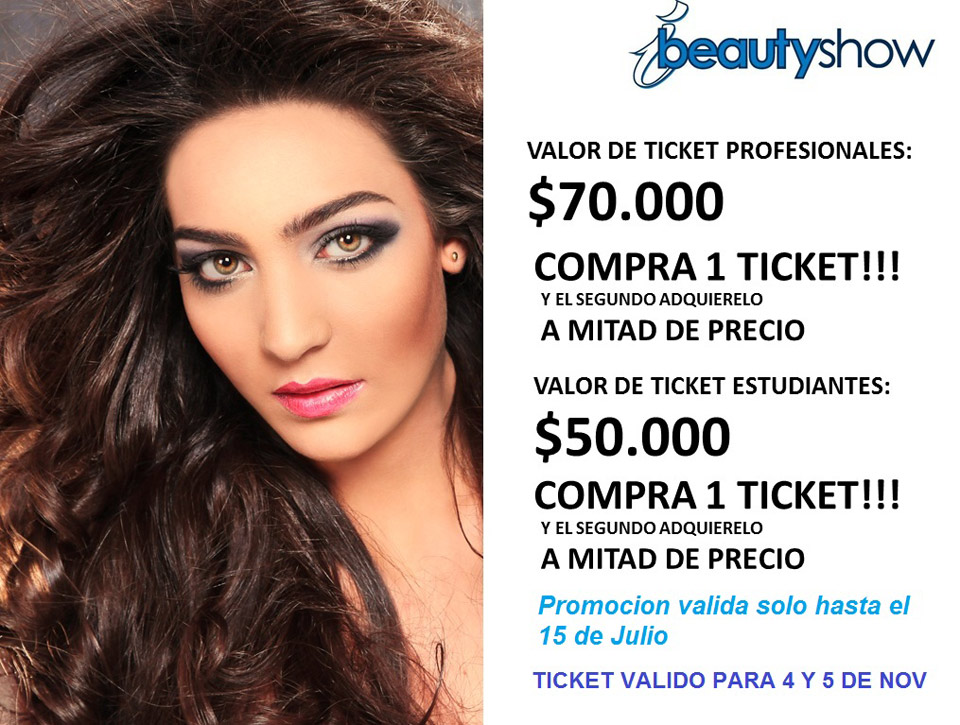 beautyshow
VALOR DE TICKET PROFESIONALES:
$70.000
COMPRA 1 TICKET!!!
Y EL SEGUNDO ADQUIERELO
A MITAD DE PRECIO
VALOR DE TICKET ESTUDIANTES:
$50.000
COMPRA 1 TICKET!!!
Y EL SEGUNDO ADQUIERELO
A MITAD DE PRECIO
Promocion valida solo hasta el
15 de Julio
TICKET VALIDO PARA 4 Y 5 DE NOV